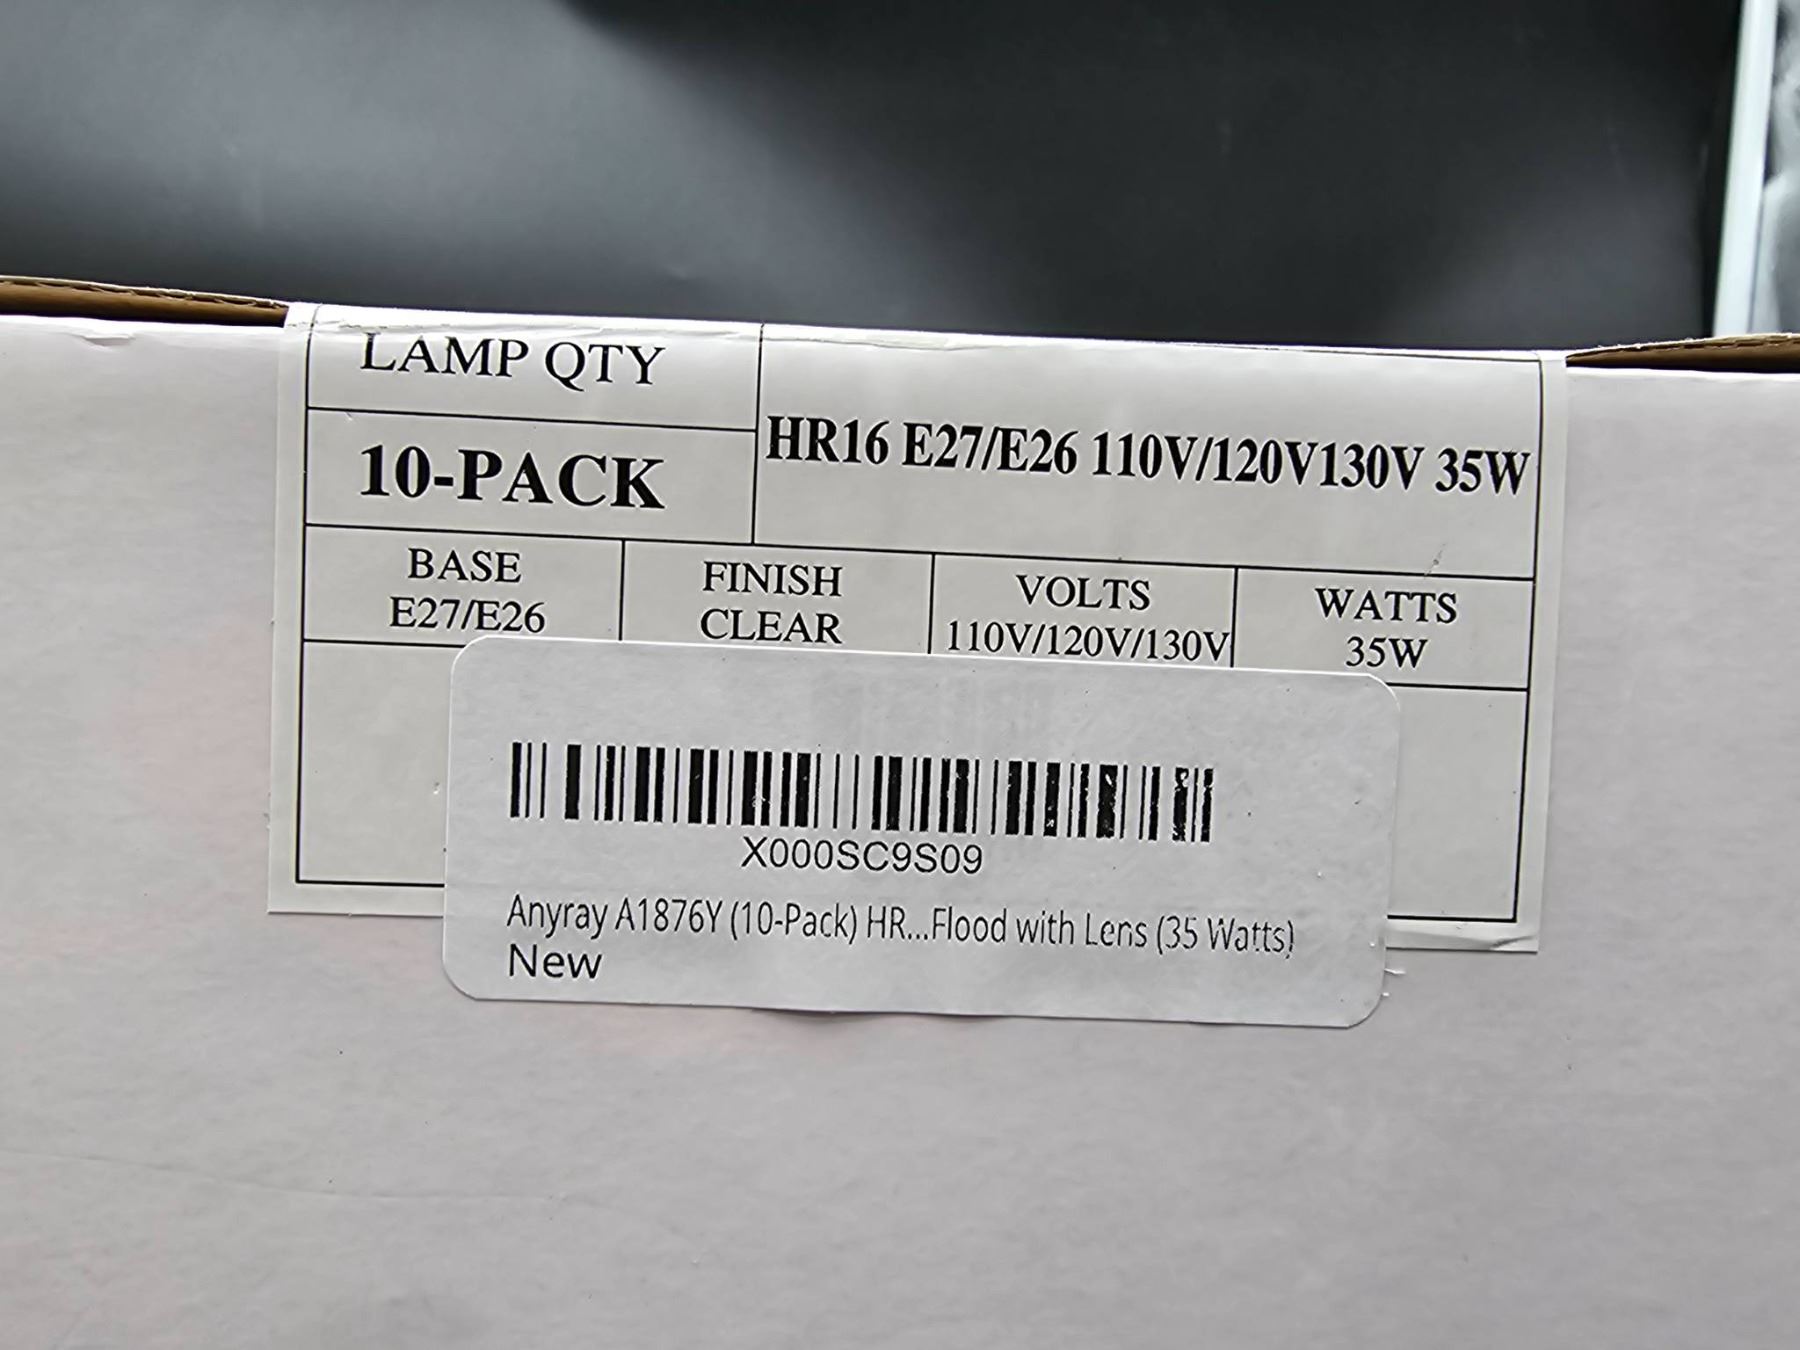 LAMP QTY
10-PACK
HR16 E27/E26 110V/120V130V 35W
BASE
E27/E26
FINISH
CLEAR
VOLTS
110V/120V/130V
WATTS
35W
X000SC9S09
Anyray A1876Y (10-Pack) HR...Flood with Lens (35 Watts)
New